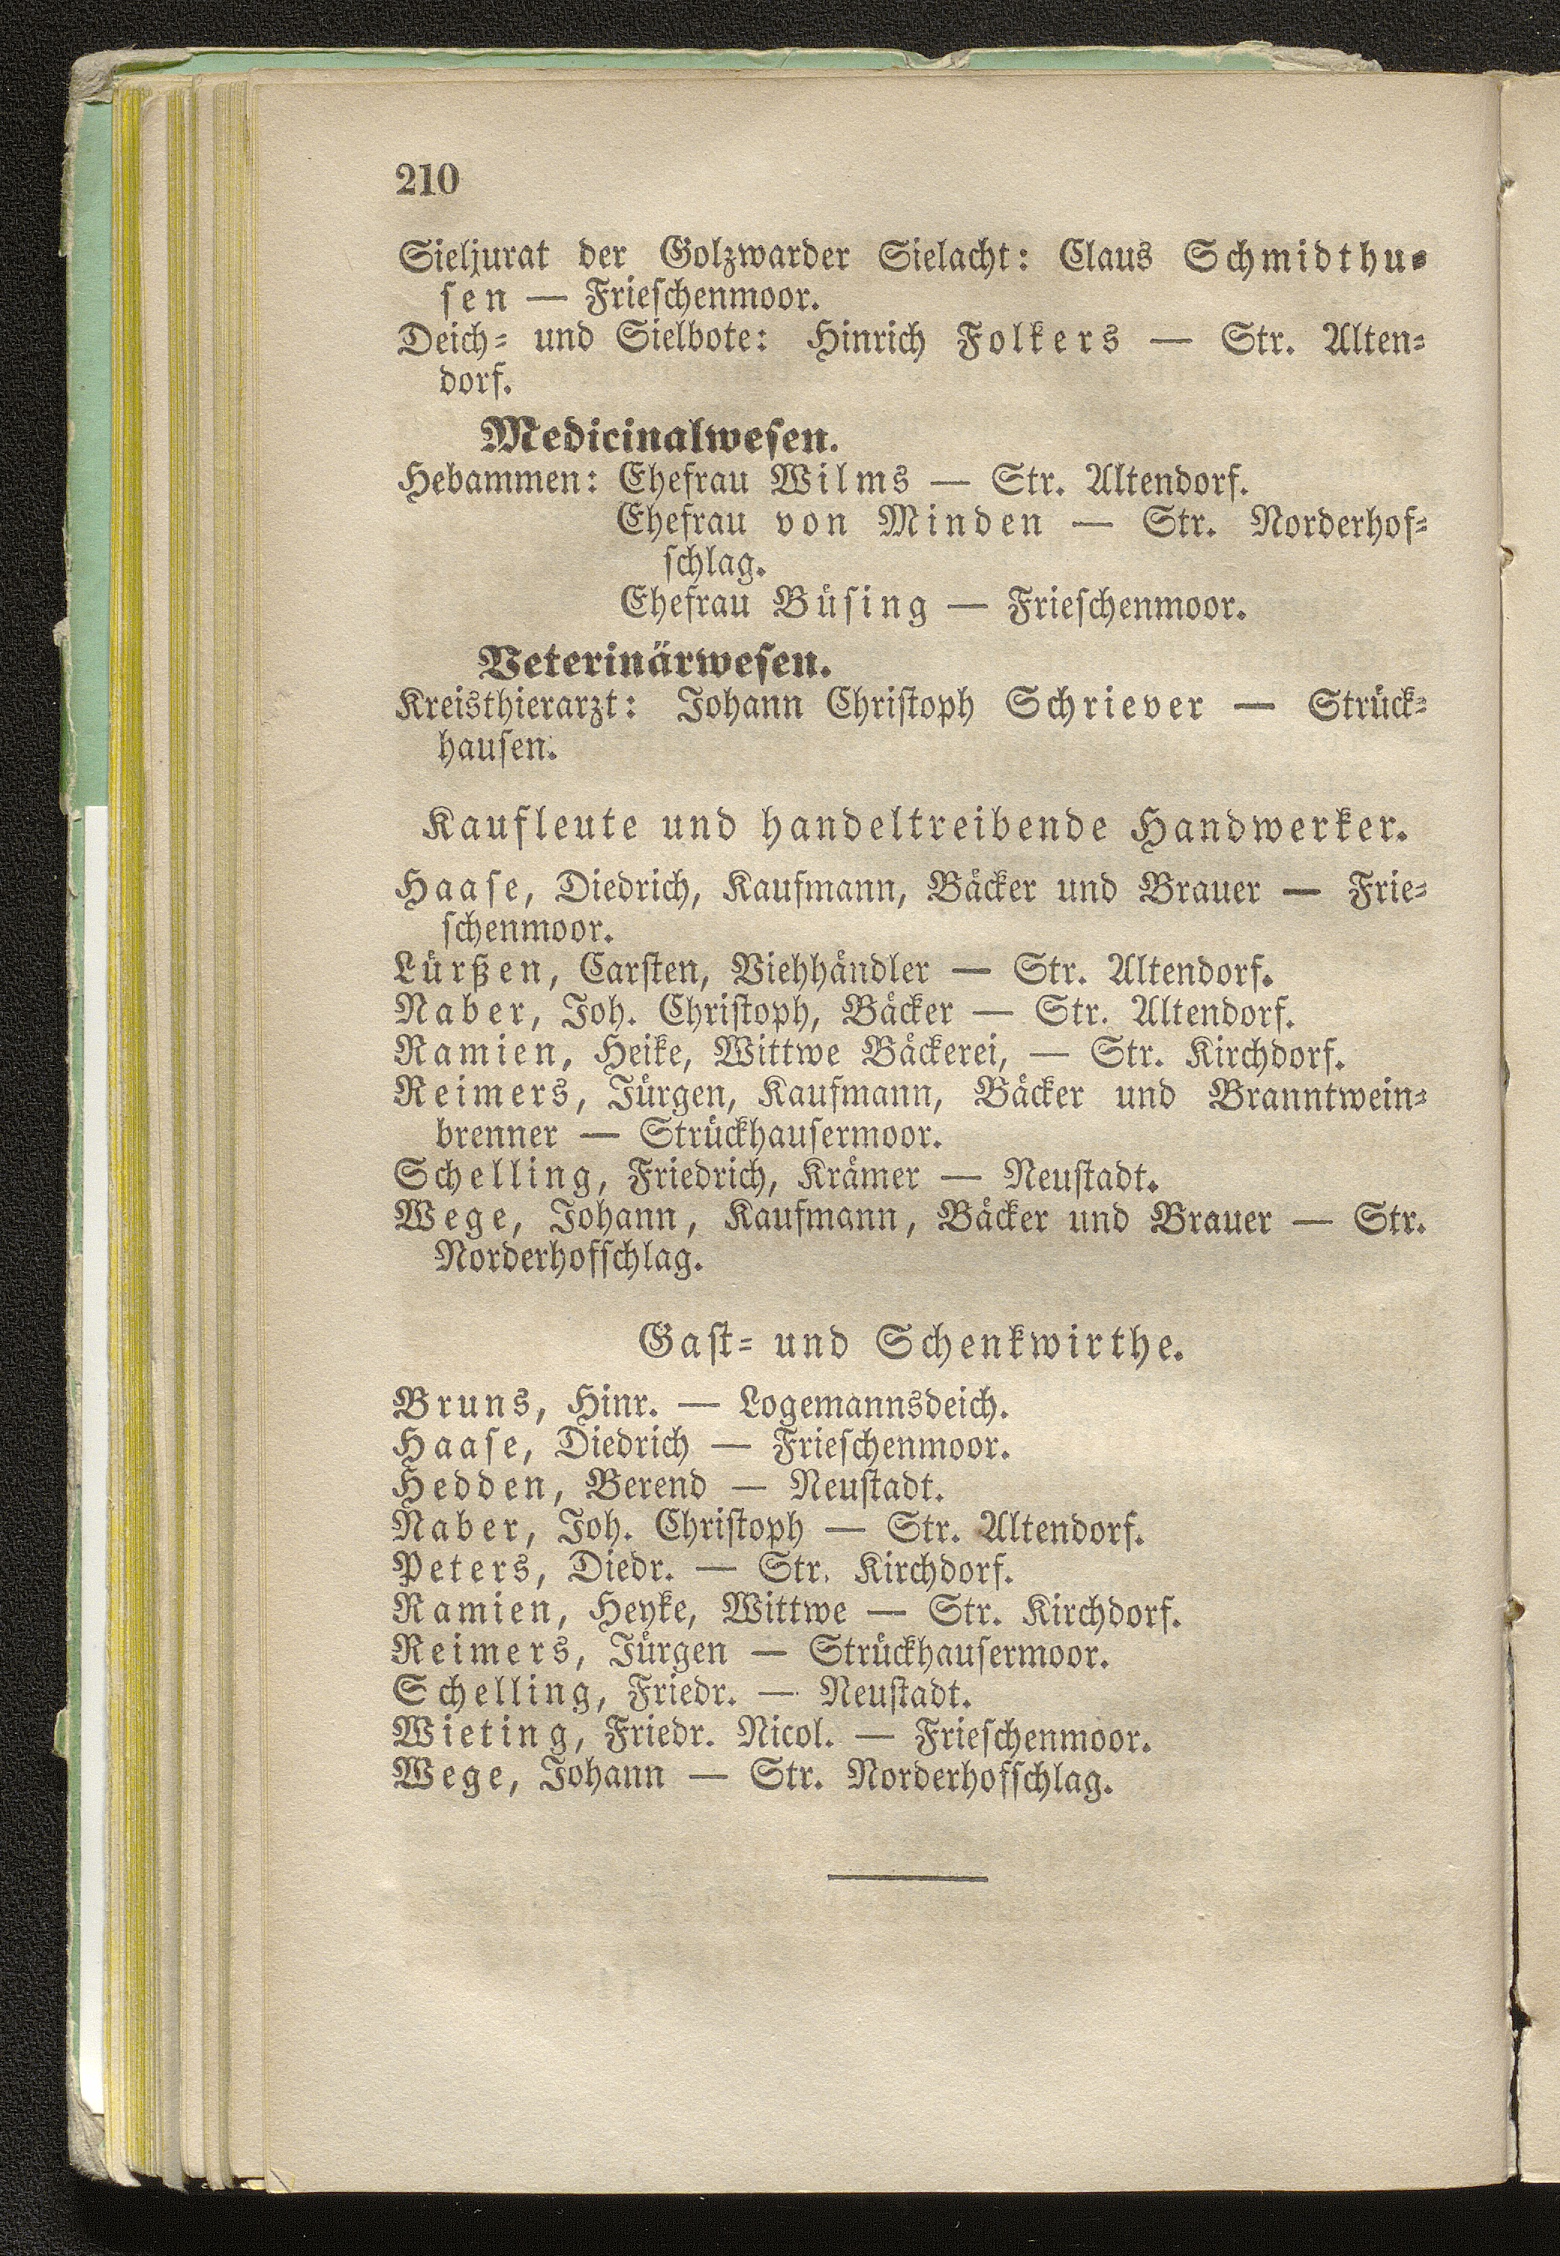 210
Sieljurat der Golzwarder Sielacht: Claus Schmidthu-
sen — Frieschenmoor.
Deich- und Sielbote: Hinrich Folkers — Str. Alten-
dorf.
Medicinalwesen.
Hebammen: Ehefrau Wilms — Str. Altendorf.
Ehefrau von Minden — Str. Norderhof-
schlag.
Ehefrau Büsing — Frieschenmoor.
Veterinärwesen.
Kreisthierarzt: Johann Christoph Schriever — Strück-
hausen.
Kaufleute und handeltreibende Handwerker.
Haase, Diedrich, Kaufmann, Bäcker und Brauer — Frie-
schenmoor.
Lürßen, Carsten, Viehhändler — Str. Altendorf.
Naber, Joh. Christoph, Bäcker — Str. Altendorf.
Ramien, Heike, Wittwe Bäckerei, — Str. Kirchdorf.
Reimers, Jürgen, Kaufmann, Bäcker und Branntwein-
brenner — Strückhausermoor.
Schelling, Friedrich, Krämer — Neustadt.
Wege, Johann, Kaufmann, Bäcker und Brauer — Str.
Norderhofschlag.
Gast- und Schenkwirthe.
Bruns, Hinr. — Logemannsdeich.
Haase, Diedrich — Frieschenmoor.
Hedden, Berend — Neustadt.
Naber, Joh. Christoph — Str. Altendorf.
Peters, Diedr. — Str. Kirchdorf.
Ramien, Heyke, Wittwe — Str. Kirchdorf.
Reimers, Jürgen — Strückhausermoor.
Schelling, Friedr. — Neustadt.
Wieting, Friedr. Nicol. — Frieschenmoor.
Wege, Johann — Str. Norderhofschlag.